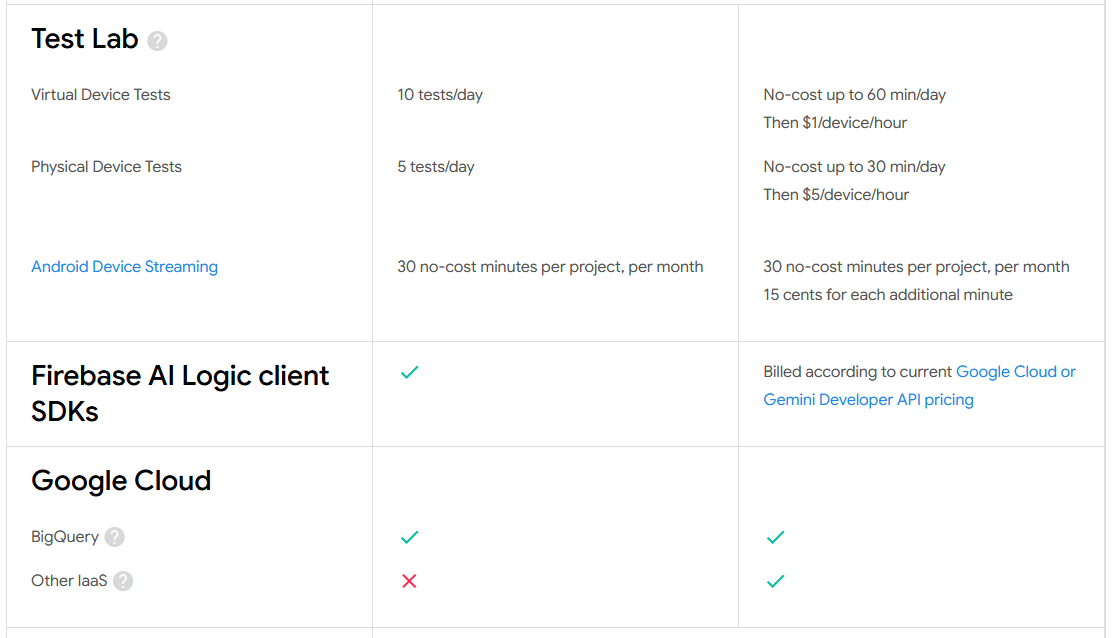 Test Lab ?
Virtual Device Tests
10 tests/day
No-cost up to 60 min/day
Then $1/device/hour
Physical Device Tests
5 tests/day
No-cost up to 30 min/day
Then $5/device/hour
Android Device Streaming
30 no-cost minutes per project, per month
30 no-cost minutes per project, per month
15 cents for each additional minute
Firebase AI Logic client
SDKs
Billed according to current Google Cloud or
Gemini Developer API pricing
Google Cloud
BigQuery ?
Other IaaS ?